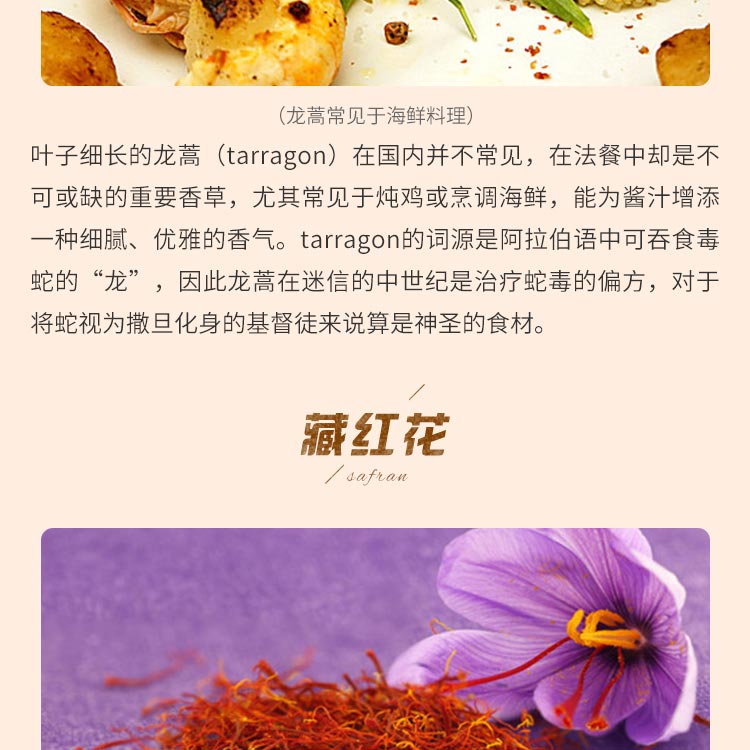 （龙蒿常见于海鲜料理）
叶子细长的龙蒿（tarragon）在国内并不常见，在法餐中却是不
可或缺的重要香草，尤其常见于炖鸡或烹调海鲜，能为酱汁增添
一种细腻、优雅的香气。tarragon的词源是阿拉伯语中可吞食毒
蛇的“龙”，因此龙蒿在迷信的中世纪是治疗蛇毒的偏方，对于
将蛇视为撒旦化身的基督徒来说算是神圣的食材。
藏红花
safran